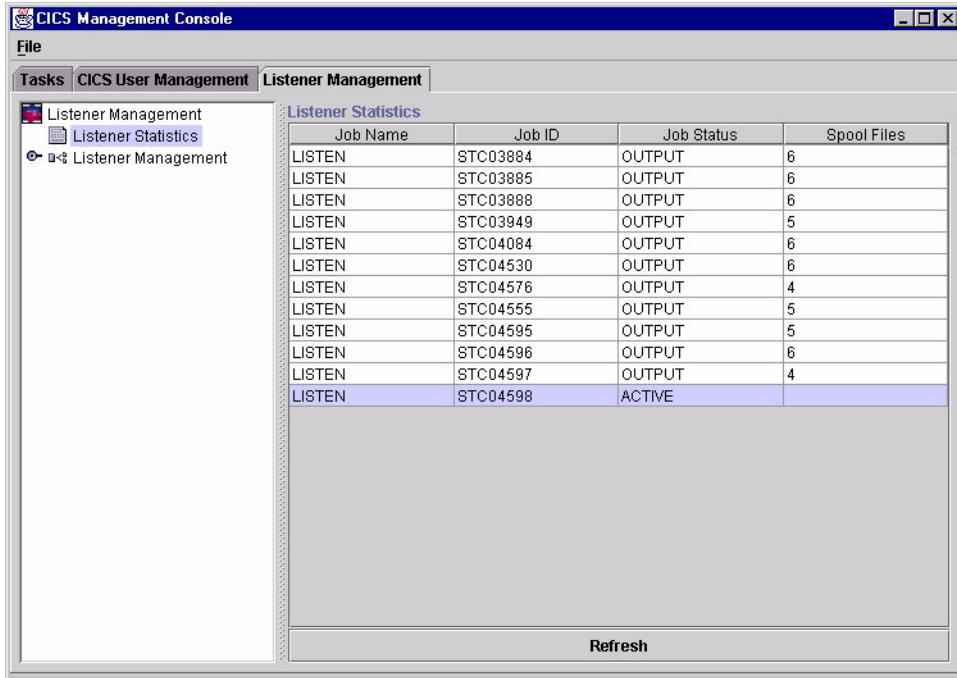 CICS Management Console
File
Tasks CICS User Management Listener Management
Listener Management
Listener Statistics
Listener Management
Listener Statistics
Job Name Job ID Job Status Spool Files
LISTEN STC03884 OUTPUT 6
LISTEN STC03885 OUTPUT 6
LISTEN STC03888 OUTPUT 6
LISTEN STC03949 OUTPUT 5
LISTEN STC04084 OUTPUT 6
LISTEN STC04530 OUTPUT 6
LISTEN STC04576 OUTPUT 4
LISTEN STC04555 OUTPUT 5
LISTEN STC04595 OUTPUT 5
LISTEN STC04596 OUTPUT 6
LISTEN STC04597 OUTPUT 4
LISTEN STC04598 ACTIVE
Refresh